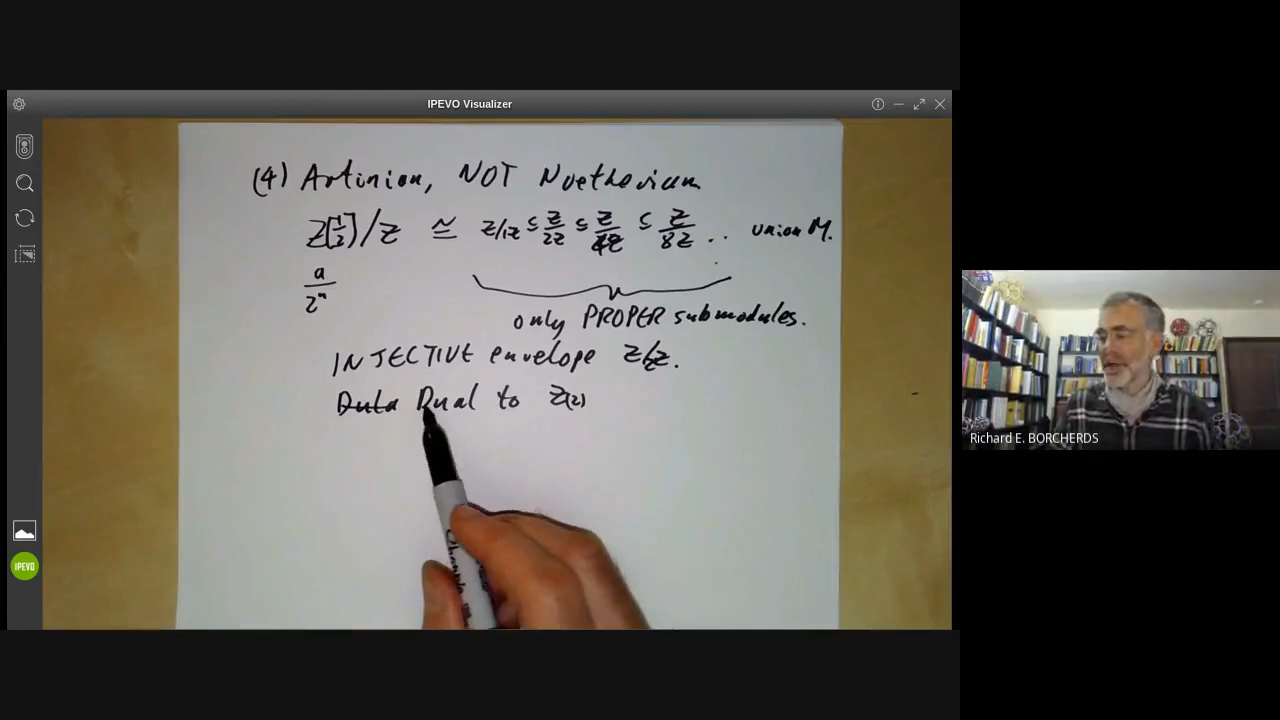 IPEVO Visualizer
(4) Artinian, NOT Noetherian
Z[1/2]/Z ≅ Z/1Z ⊆ Z/2Z ⊆ Z/4Z ⊆ Z/8Z .. union M.
a/2ⁿ
only PROPER submodules.
INJECTIVE envelope Z/2Z.
Dula Dual to Z(2)
Richard E. BORCHERDS
IPEVO